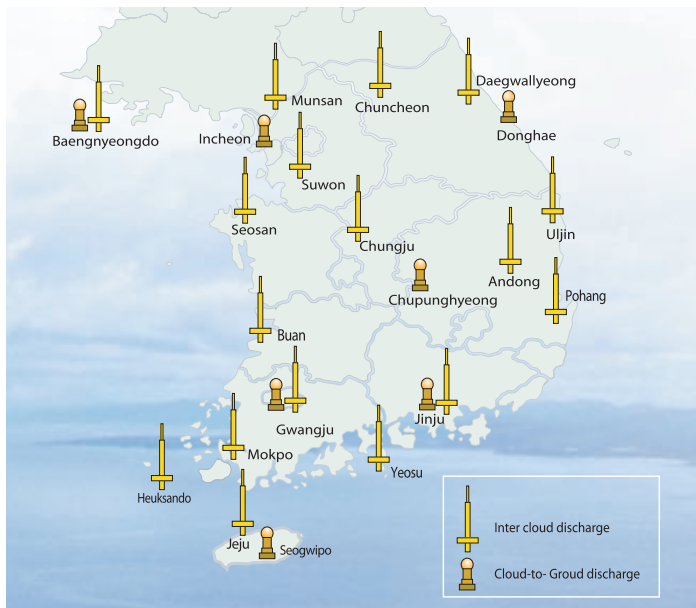 Daegwallyeong
Munsan
Chuncheon
Baengnyeongdo
Incheon
Donghae
Suwon
Seosan
Chungju
Uljin
Andong
Chupunghyeong
Pohang
Buan
Gwangju
Jinju
Mokpo
Yeosu
Heuksando
Jeju
Seogwipo
Inter cloud discharge
Cloud-to- Groud discharge